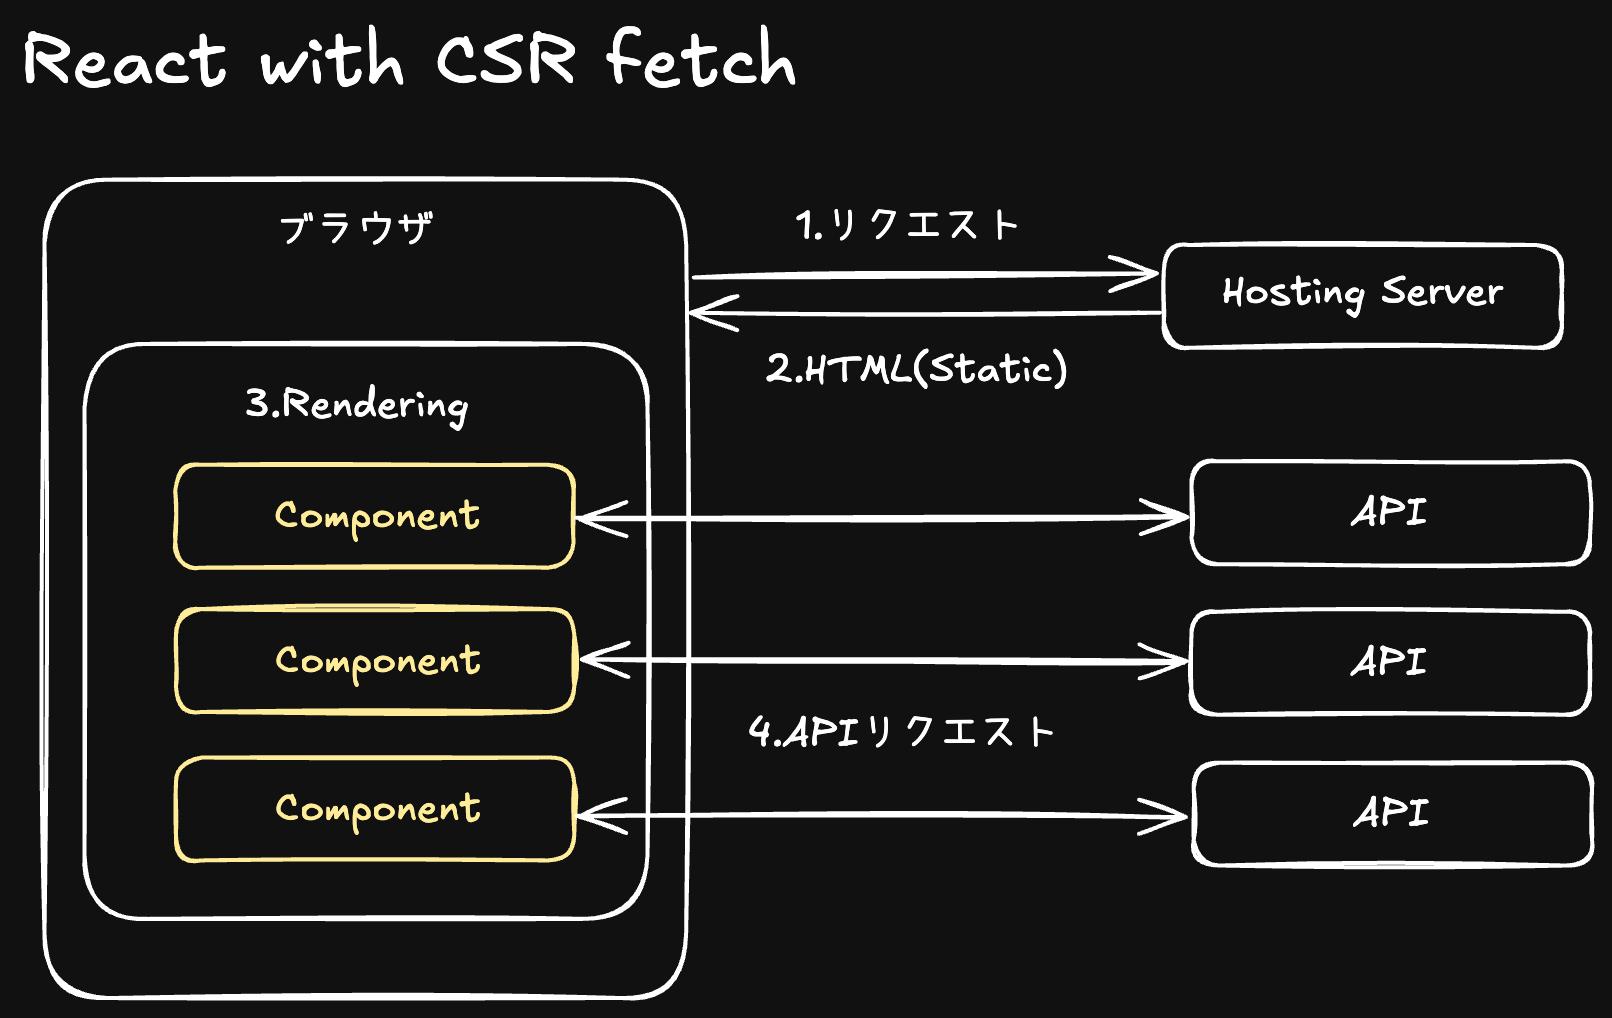 React with CSR fetch
ブラウザ
1.リクエスト
Hosting Server
2.HTML(Static)
3.Rendering
Component
API
Component
API
4.APIリクエスト
Component
API